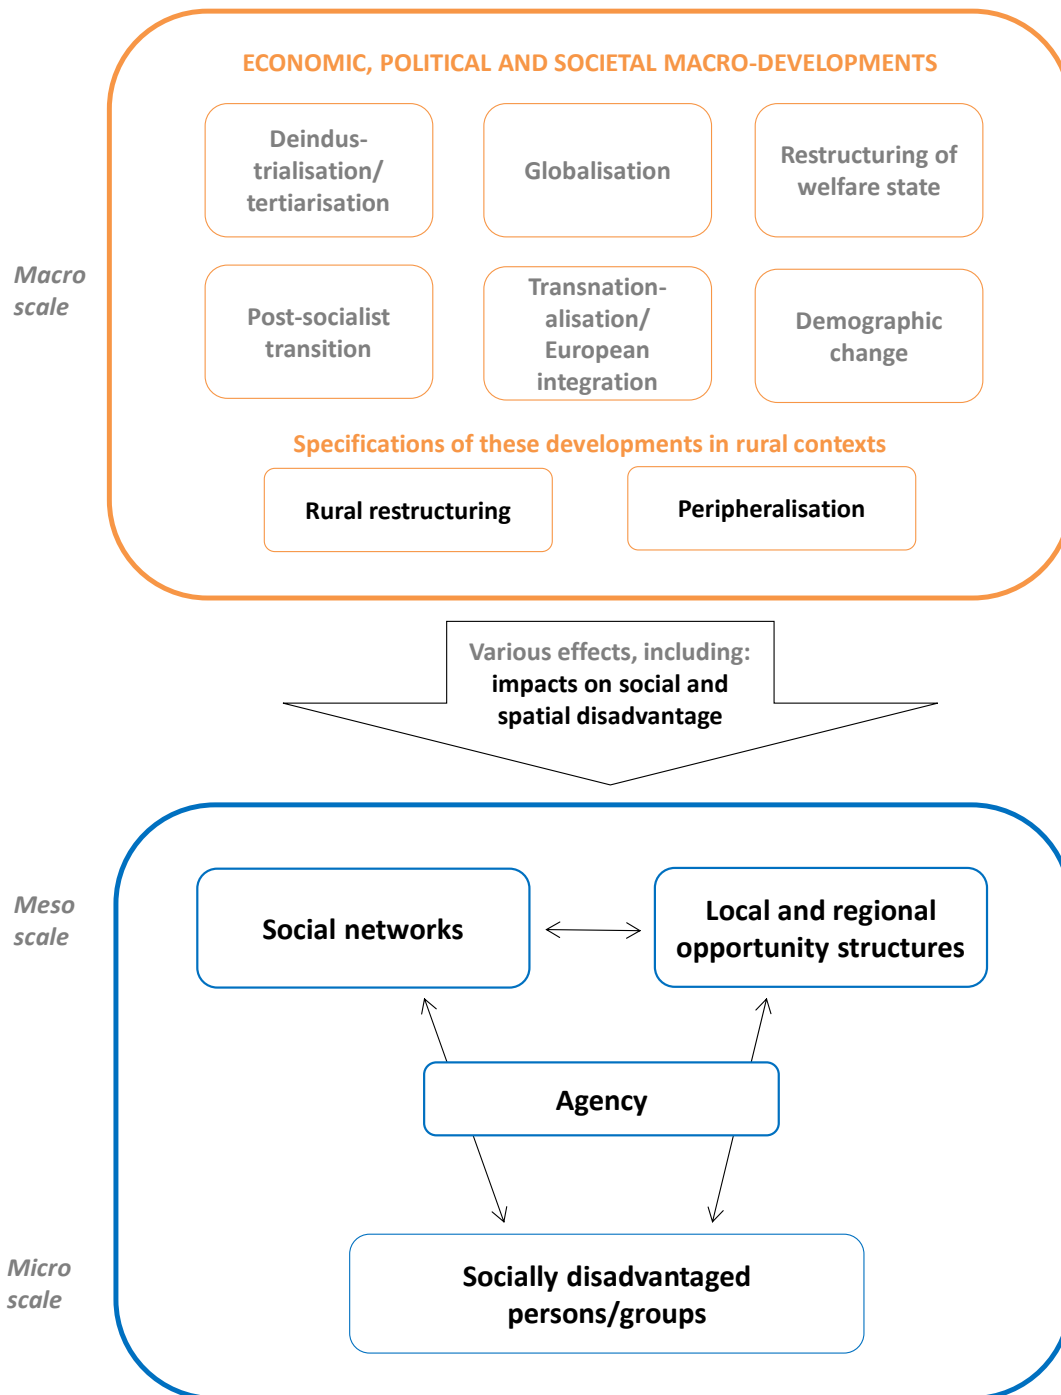 ECONOMIC, POLITICAL AND SOCIETAL MACRO-DEVELOPMENTS
Deindus-
trialisation/
tertiarisation
Globalisation
Restructuring of
welfare state
Macro
scale
Post-socialist
transition
Transnation-
alisation/
European
integration
Demographic
change
Specifications of these developments in rural contexts
Rural restructuring
Peripheralisation
Various effects, including:
impacts on social and
spatial disadvantage
Meso
scale
Social networks
Local and regional
opportunity structures
Agency
Micro
scale
Socially disadvantaged
persons/groups